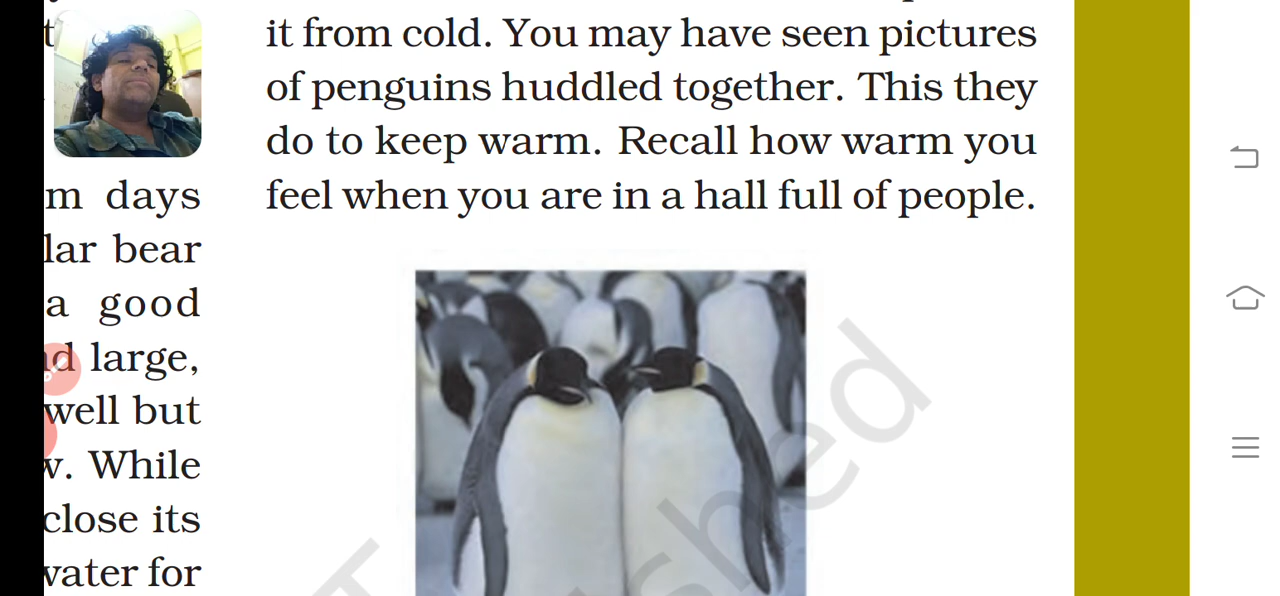 m days
lar bear
a good
large,
well but
w. While
close its
water for
it from cold. You may have seen pictures
of penguins huddled together. This they
do to keep warm. Recall how warm you
feel when you are in a hall full of people.